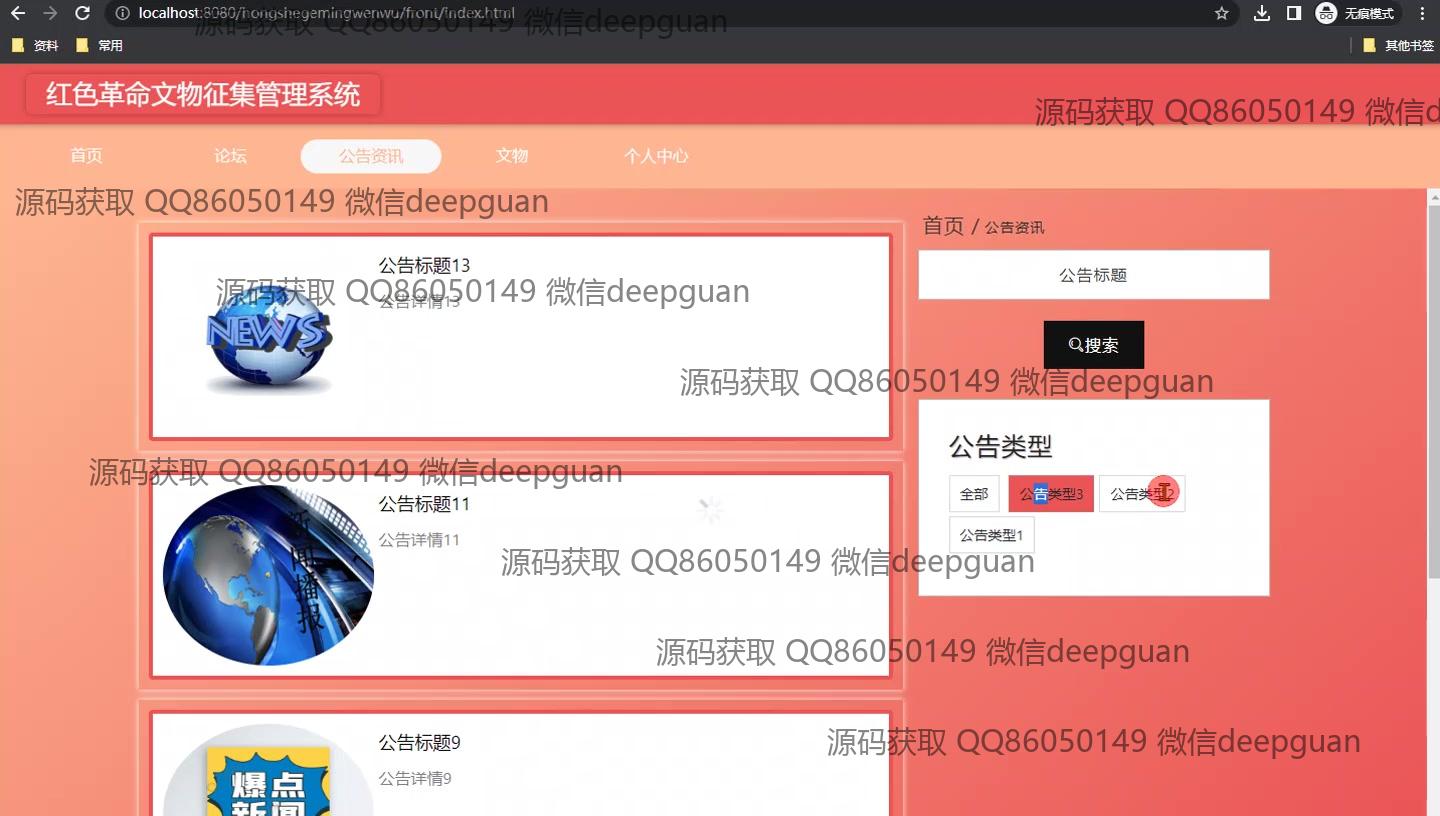 localhost:8080/hongshegemingwenwu/front/index.html
无痕模式
资料
常用
其他书签
源码获取 QQ86050149 微信deepguan
红色革命文物征集管理系统
源码获取 QQ86050149 微信d
首页
论坛
公告资讯
文物
个人中心
源码获取 QQ86050149 微信deepguan
首页 / 公告资讯
公告标题13
公告标题
公告详情13
源码获取 QQ86050149 微信deepguan
NEWS
搜索
源码获取 QQ86050149 微信deepguan
公告类型
源码获取 QQ86050149 微信deepguan
全部
公告类型3
公告类型2
公告类型1
公告标题11
公告详情11
新闻播报
源码获取 QQ86050149 微信deepguan
源码获取 QQ86050149 微信deepguan
公告标题9
源码获取 QQ86050149 微信deepguan
公告详情9
爆点
新闻